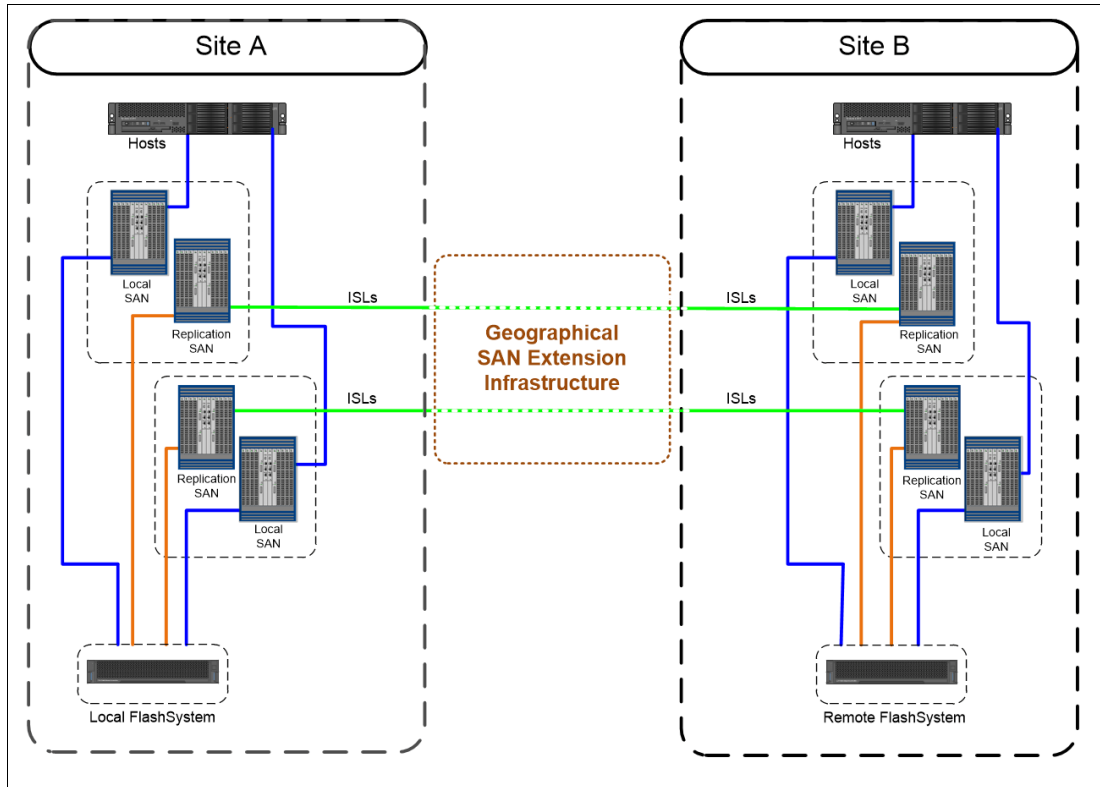 Site A
Site B
Hosts
Hosts
Local
SAN
Replication
SAN
ISLs
ISLs
Local
SAN
Replication
SAN
Geographical
SAN Extension
Infrastructure
Replication
SAN
Local
SAN
ISLs
ISLs
Replication
SAN
Local
SAN
Local FlashSystem
Remote FlashSystem